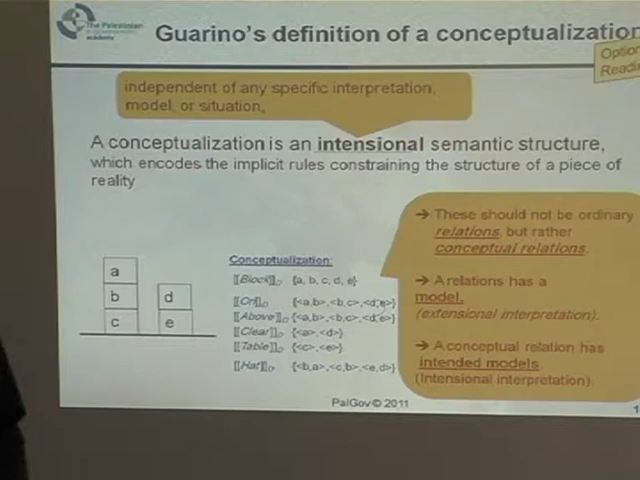 The Palestinian
academy
Guarino's definition of a conceptualization
Option
Readi
independent of any specific interpretation,
model, or situation,
A conceptualization is an intensional semantic structure,
which encodes the implicit rules constraining the structure of a piece of
reality
➔ These should not be ordinary
relations, but rather
conceptual relations.
➔ A relations has a
model.
(extensional interpretation).
➔ A conceptual relation has
intended models
(Intensional interpretation)
a
b
c
d
e
Conceptualization:
[[Block]] {a, b, c, d, e}
[[On]] {<a,b>,<b,c>,<d,e>}
[[Above]] {<a,b>,<b,c>,<d,e>}
[[Clear]] {<a>,<d>}
[[Table]] {<c>,<e>}
[[Hat]] {<b,a>,<c,b>,<e,d>}
PalGov © 2011
1